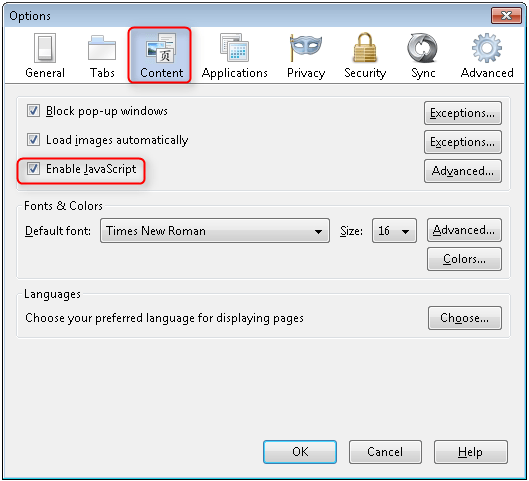 Options
General Tabs Content Applications Privacy Security Sync Advanced
页
Block pop-up windows Exceptions...
Load images automatically Exceptions...
Enable JavaScript Advanced...
Fonts & Colors
Default font: Times New Roman Size: 16 Advanced...
Colors...
Languages
Choose your preferred language for displaying pages Choose...
OK Cancel Help